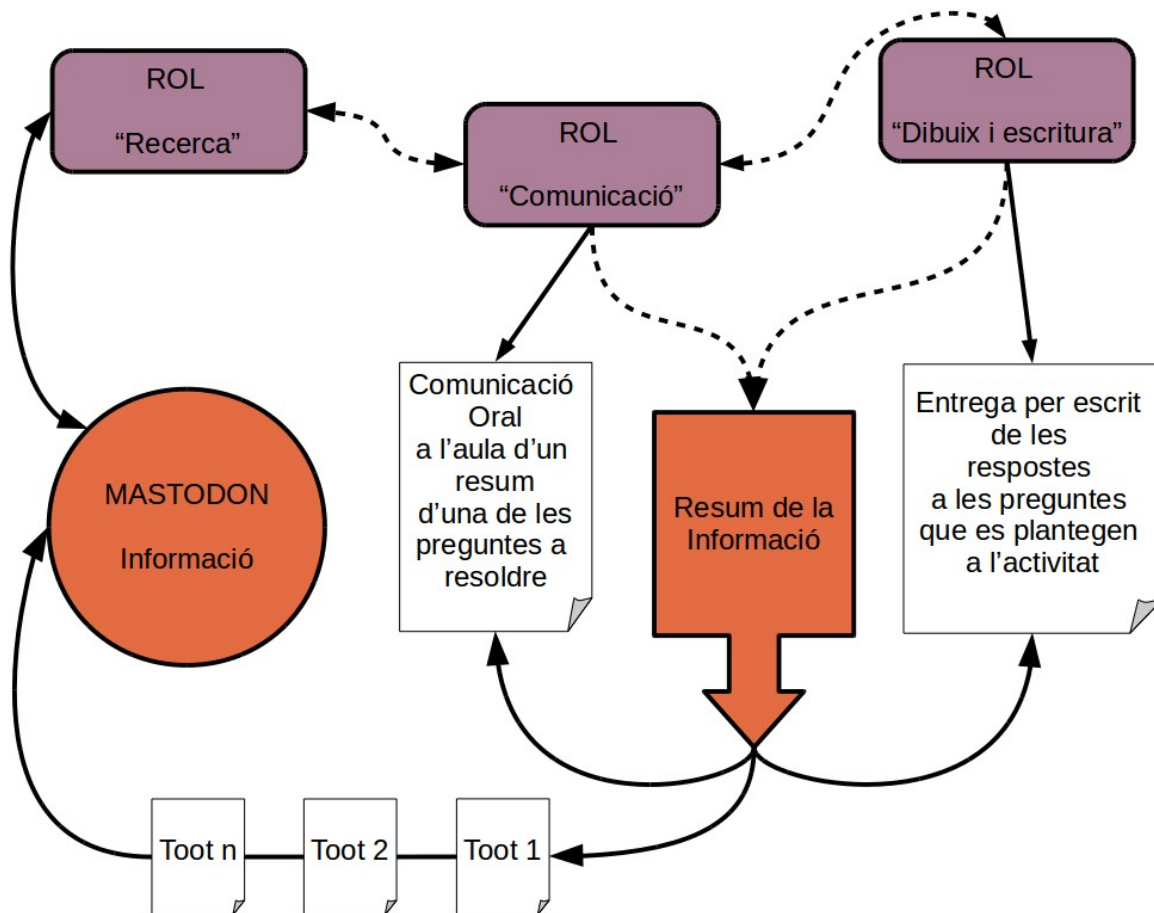 ROL
“Recerca”
ROL
“Comunicació”
ROL
“Dibuix i escritura”
MASTODON
Informació
Comunicació
Oral
a l’aula d’un
resum
d’una de les
preguntes a
resoldre
Resum de la
Informació
Entrega per escrit
de les
respostes
a les preguntes
que es plantegen
a l’activitat
Toot n
Toot 2
Toot 1